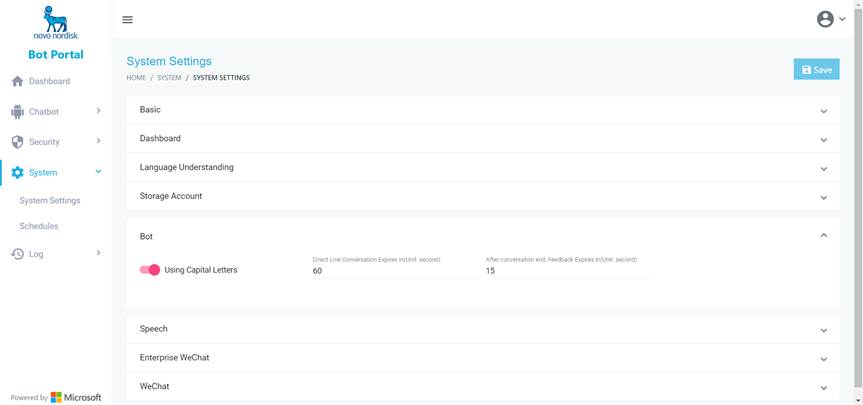 novo nordisk
Bot Portal
Dashboard
Chatbot
Security
System
System Settings
Schedules
Log
Powered by Microsoft
System Settings
HOME / SYSTEM / SYSTEM SETTINGS
Save
Basic
Dashboard
Language Understanding
Storage Account
Bot
Using Capital Letters
Direct Line Conversation Expires In(Unit: second)
60
After conversation end, Feedback Expires In(Unit: second)
15
Speech
Enterprise WeChat
WeChat